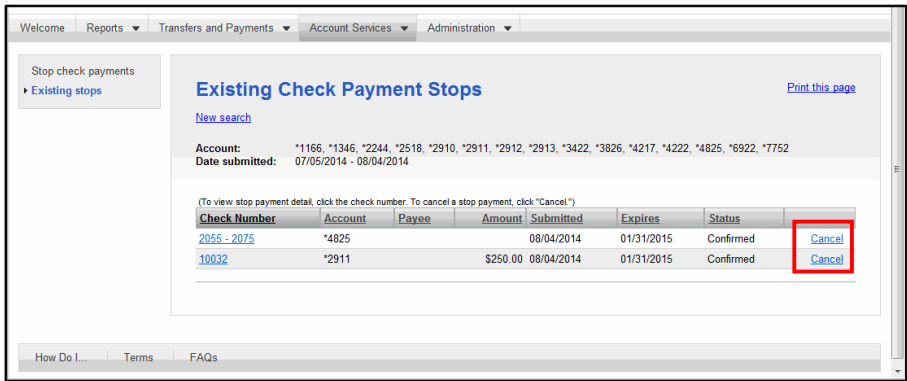 Welcome Reports Transfers and Payments Account Services Administration
Stop check payments
Existing stops
Existing Check Payment Stops
Print this page
New search
Account: *1166, *1346, *2244, *2518, *2910, *2911, *2912, *2913, *3422, *3826, *4217, *4222, *4825, *6922, *7752
Date submitted: 07/05/2014 - 08/04/2014
(To view stop payment detail, click the check number. To cancel a stop payment, click "Cancel.")
Check Number Account Payee Amount Submitted Expires Status
2055 - 2075 *4825 08/04/2014 01/31/2015 Confirmed Cancel
10032 *2911 $250.00 08/04/2014 01/31/2015 Confirmed Cancel
How Do I... Terms FAQs